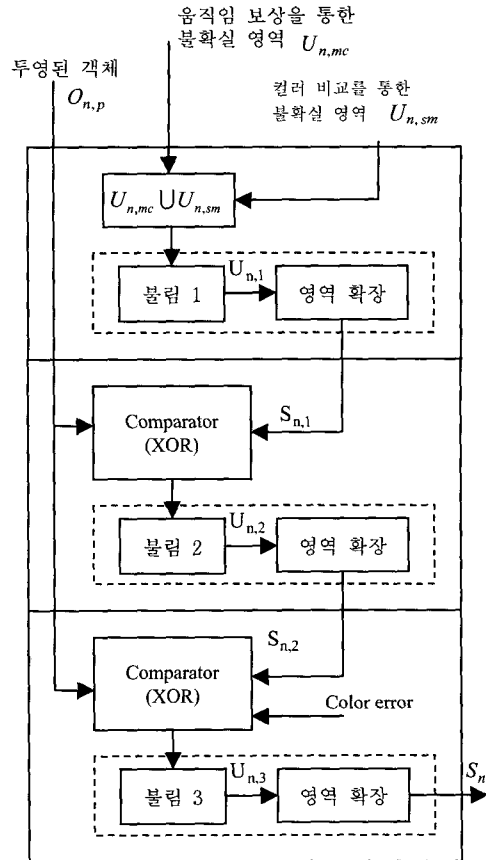 움직임 보상을 통한
불확실 영역 U_{n,mc}
투영된 객체
O_{n,p}
컬러 비교를 통한
불확실 영역 U_{n,sm}
U_{n,mc} ⋃ U_{n,sm}
불림 1
U_{n,1}
영역 확장
Comparator
(XOR)
S_{n,1}
불림 2
U_{n,2}
영역 확장
S_{n,2}
Comparator
(XOR)
Color error
불림 3
U_{n,3}
영역 확장
S_n